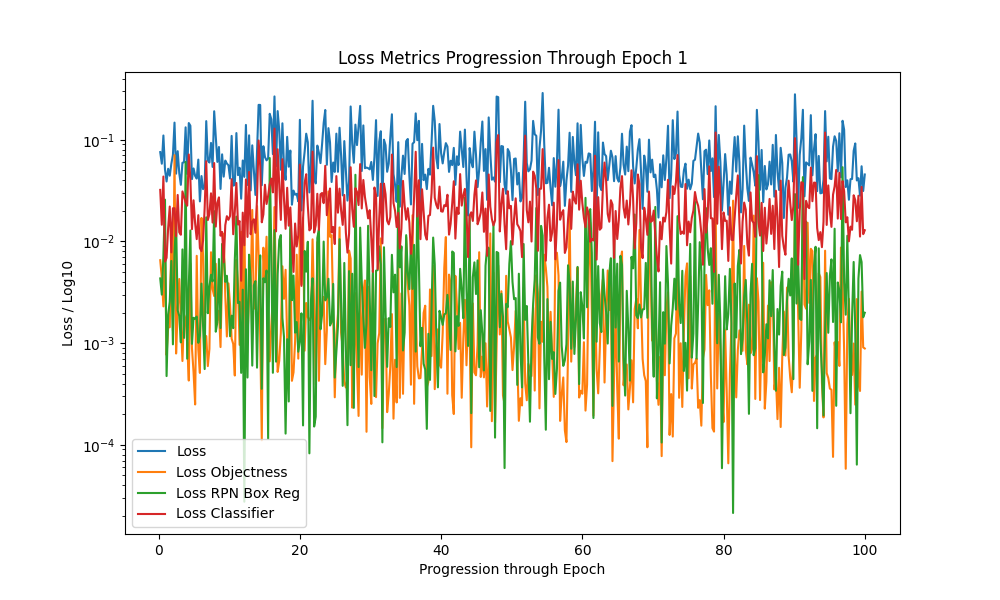 Loss Metrics Progression Through Epoch 1
Loss / Log10
10⁻¹
10⁻²
10⁻³
10⁻⁴
Loss
Loss Objectness
Loss RPN Box Reg
Loss Classifier
0 20 40 60 80 100
Progression through Epoch